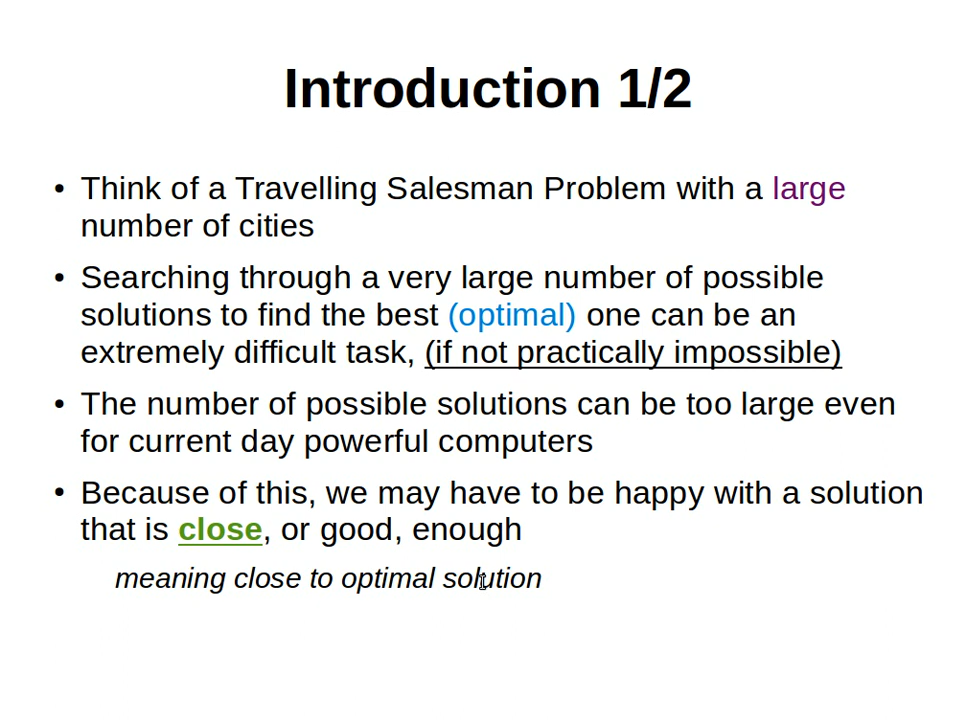 Introduction 1/2
• Think of a Travelling Salesman Problem with a large
number of cities
• Searching through a very large number of possible
solutions to find the best (optimal) one can be an
extremely difficult task, (if not practically impossible)
• The number of possible solutions can be too large even
for current day powerful computers
• Because of this, we may have to be happy with a solution
that is close, or good, enough
meaning close to optimal solution